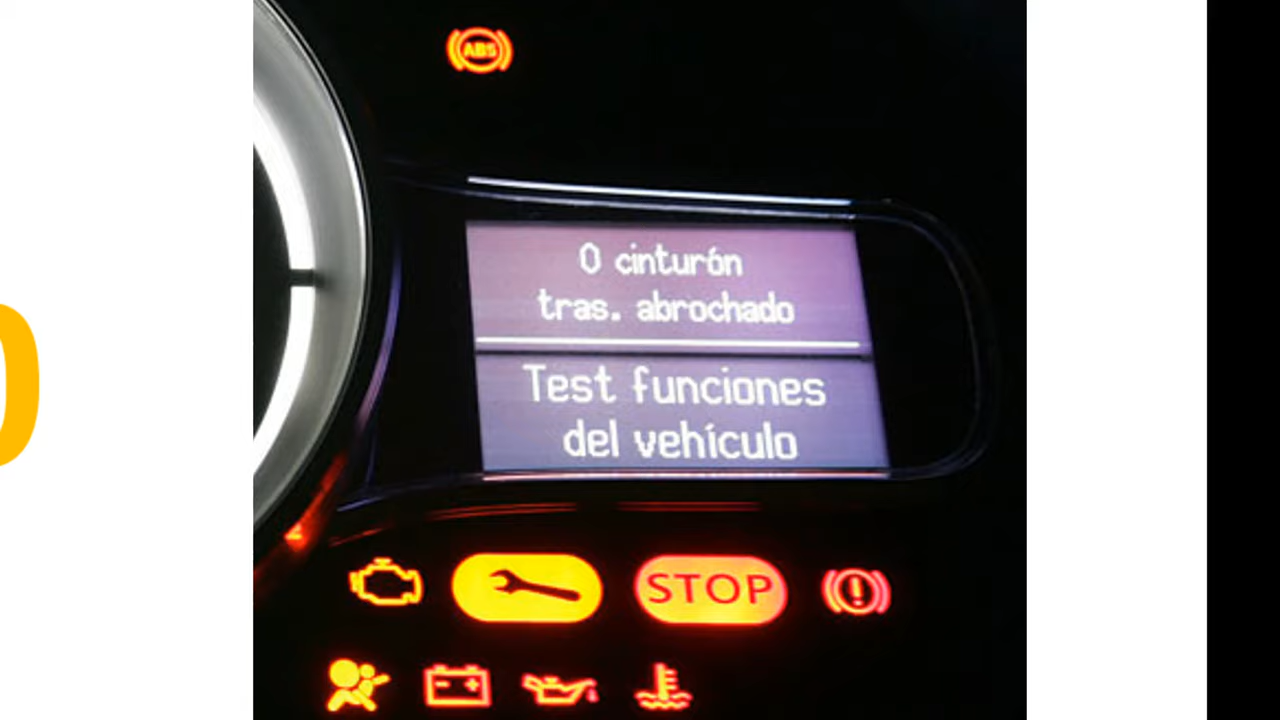 ABS
0 cinturón
tras. abrochado
Test funciones
del vehículo
STOP